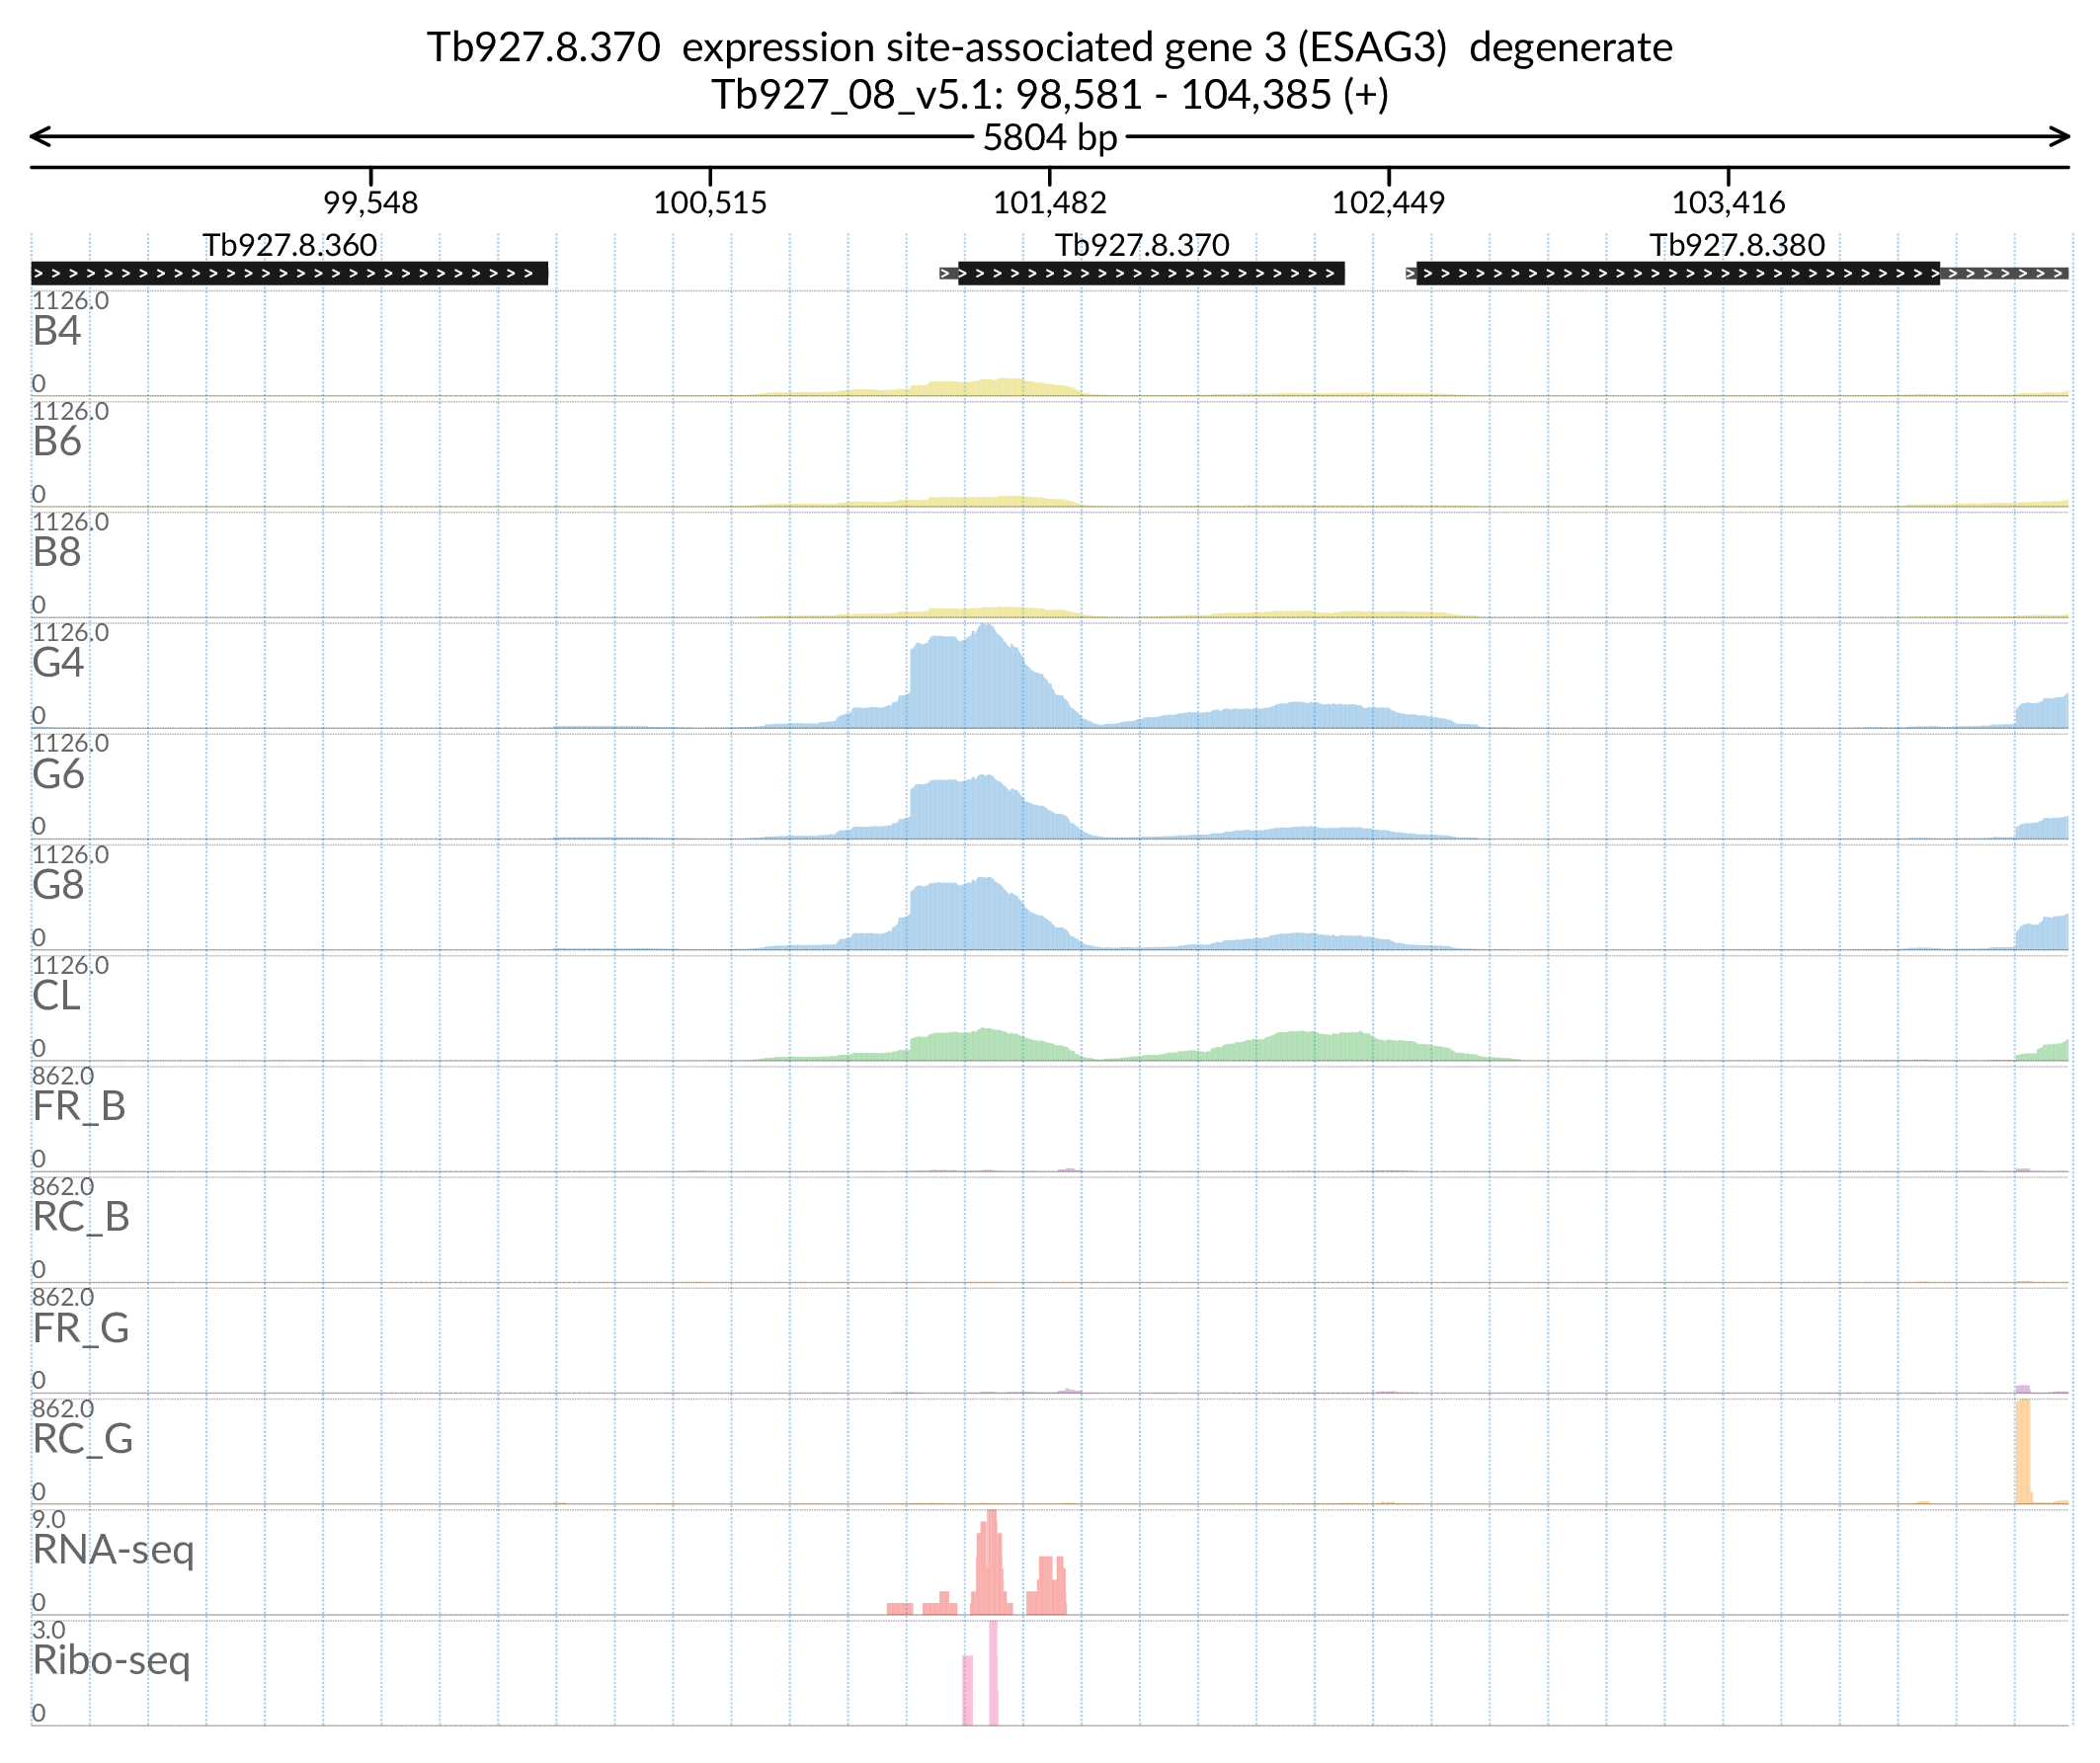 Tb927.8.370 expression site-associated gene 3 (ESAG3) degenerate
Tb927_08_v5.1: 98,581 - 104,385 (+)
5804 bp
99,548 100,515 101,482 102,449 103,416
Tb927.8.360 Tb927.8.370 Tb927.8.380
1126.0
B4
0
1126.0
B6
0
1126.0
B8
0
1126.0
G4
0
1126.0
G6
0
1126.0
G8
0
1126.0
CL
0
862.0
FR_B
0
862.0
RC_B
0
862.0
FR_G
0
862.0
RC_G
0
9.0
RNA-seq
0
3.0
Ribo-seq
0